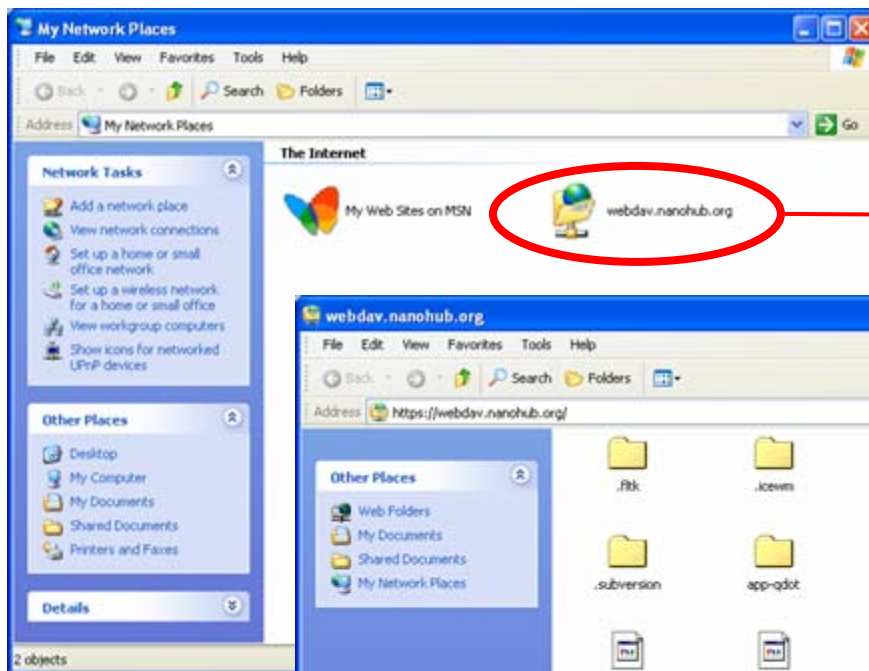 My Network Places
File Edit View Favorites Tools Help
Back Search Folders
Address My Network Places Go
Network Tasks
Add a network place
View network connections
Set up a home or small
office network
Set up a wireless network
for a home or small office
View workgroup computers
Show icons for networked
UPnP devices
Other Places
Desktop
My Computer
My Documents
Shared Documents
Printers and Faxes
Details
2 objects
The Internet
My Web Sites on MSN
webdav.nanohub.org
webdav.nanohub.org
File Edit View Favorites Tools Help
Back Search Folders
Address https://webdav.nanohub.org/
Other Places
Web Folders
My Documents
Shared Documents
My Network Places
.fltk .icewm
.subversion app-qdot